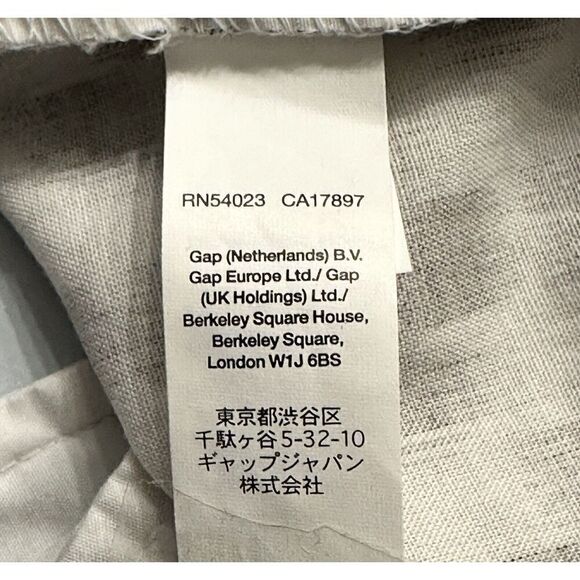 RN54023 CA17897
Gap (Netherlands) B.V.
Gap Europe Ltd./ Gap
(UK Holdings) Ltd./
Berkeley Square House,
Berkeley Square,
London W1J 6BS
東京都渋谷区
千駄ヶ谷5-32-10
ギャップジャパン
株式会社